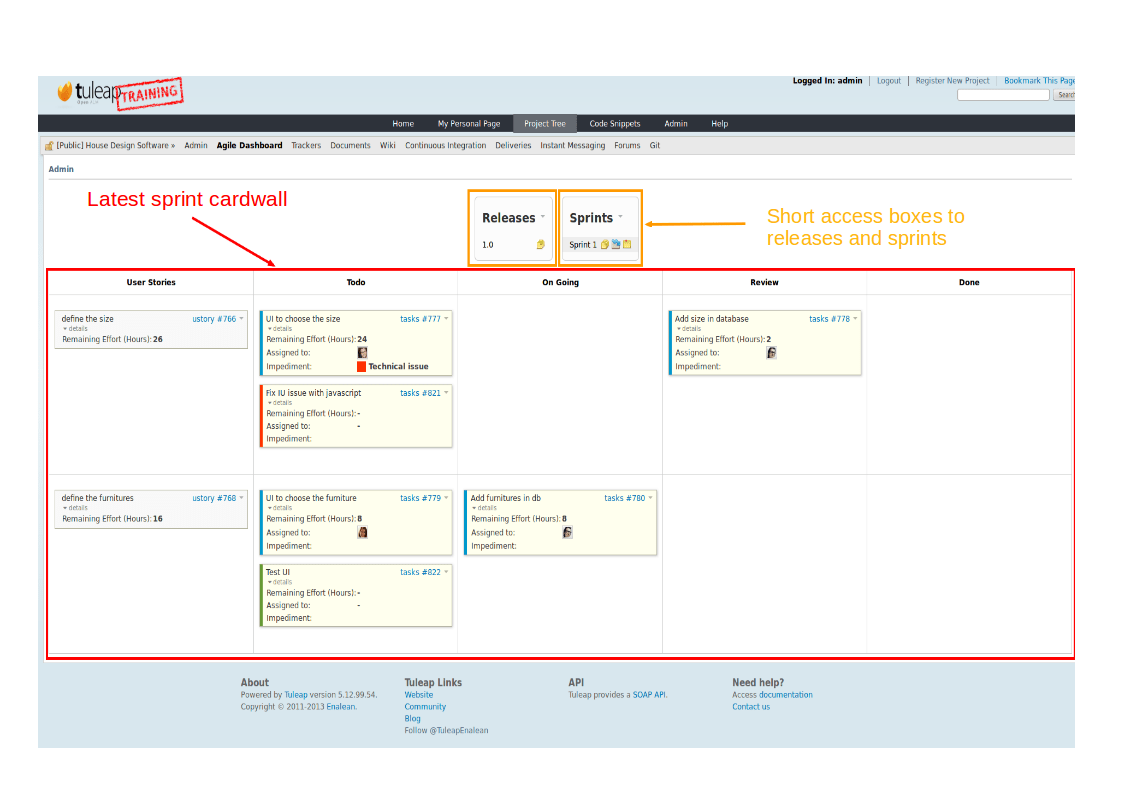 Logged In: admin | Logout | Register New Project | Bookmark This Page
tuleap
TRAINING
Search
Home My Personal Page Project Tree Code Snippets Admin Help
[Public] House Design Software » Admin Agile Dashboard Trackers Documents Wiki Continuous Integration Deliveries Instant Messaging Forums Git
Admin
Latest sprint cardwall
Releases
1.0
Sprints
Sprint 1
Short access boxes to
releases and sprints
User Stories Todo On Going Review Done
define the size ustory #766
details
Remaining Effort (Hours): 26
UI to choose the size tasks #777
details
Remaining Effort (Hours): 24
Assigned to:
Impediment: Technical issue
Fix IU issue with javascript tasks #821
details
Remaining Effort (Hours): -
Assigned to: -
Impediment:
Add size in database tasks #778
details
Remaining Effort (Hours): 2
Assigned to:
Impediment:
define the furnitures ustory #768
details
Remaining Effort (Hours): 16
UI to choose the furniture tasks #779
details
Remaining Effort (Hours): 8
Assigned to:
Impediment:
Test UI tasks #822
details
Remaining Effort (Hours): -
Assigned to: -
Impediment:
Add furnitures in db tasks #780
details
Remaining Effort (Hours): 8
Assigned to:
Impediment:
About
Powered by Tuleap version 5.12.99.54.
Copyright © 2011-2013 Enalean.
Tuleap Links
Website
Community
Blog
Follow @TuleapEnalean
API
Tuleap provides a SOAP API.
Need help?
Access documentation
Contact us